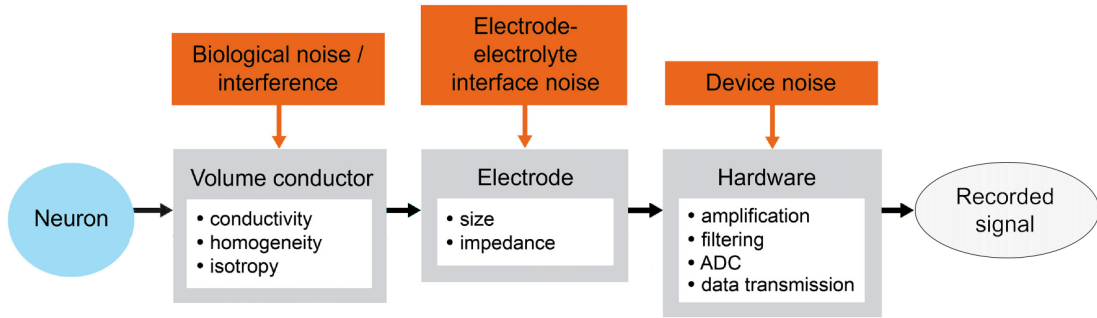 Biological noise /
interference
Electrode-
electrolyte
interface noise
Device noise
Neuron
Volume conductor
• conductivity
• homogeneity
• isotropy
Electrode
• size
• impedance
Hardware
• amplification
• filtering
• ADC
• data transmission
Recorded
signal